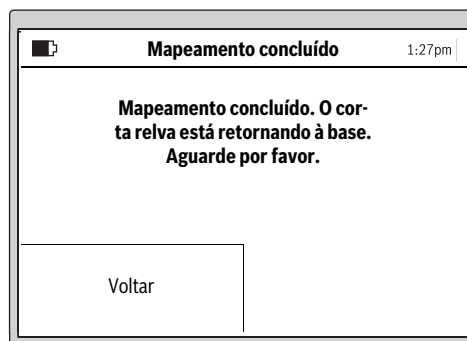 Mapeamento concluído 1:27pm
Mapeamento concluído. O cor-
ta relva está retornando à base.
Aguarde por favor.
Voltar